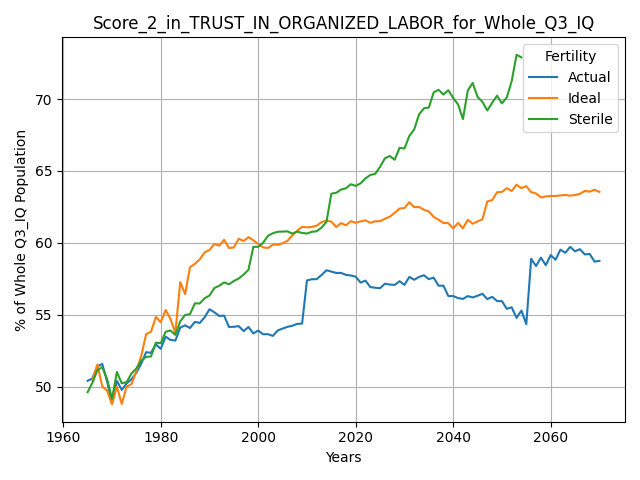 Score_2_in_TRUST_IN_ORGANIZED_LABOR_for_Whole_Q3_IQ
% of Whole Q3_IQ Population
70
65
60
55
50
Fertility
Actual
Ideal
Sterile
1960 1980 2000 2020 2040 2060
Years